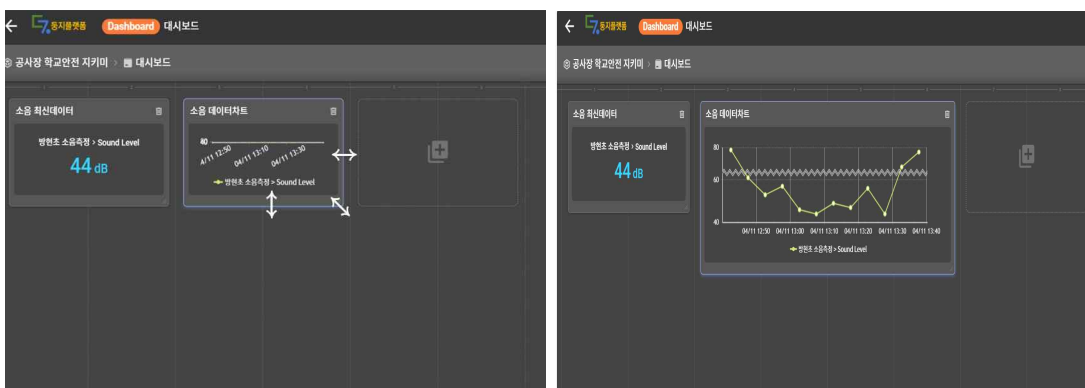 둥지플랫폼 Dashboard 대시보드
공사장 학교안전 지키미 > 대시보드
소음 최신데이터
방현초 소음측정 > Sound Level
44 dB
소음 데이터차트
40
4/11 12:50 04/11 13:10 04/11 13:30
방현초 소음측정 > Sound Level
둥지플랫폼 Dashboard 대시보드
공사장 학교안전 지키미 > 대시보드
소음 최신데이터
방현초 소음측정 > Sound Level
44 dB
소음 데이터차트
80
60
40
04/11 12:50 04/11 13:00 04/11 13:10 04/11 13:20 04/11 13:30 04/11 13:40
방현초 소음측정 > Sound Level